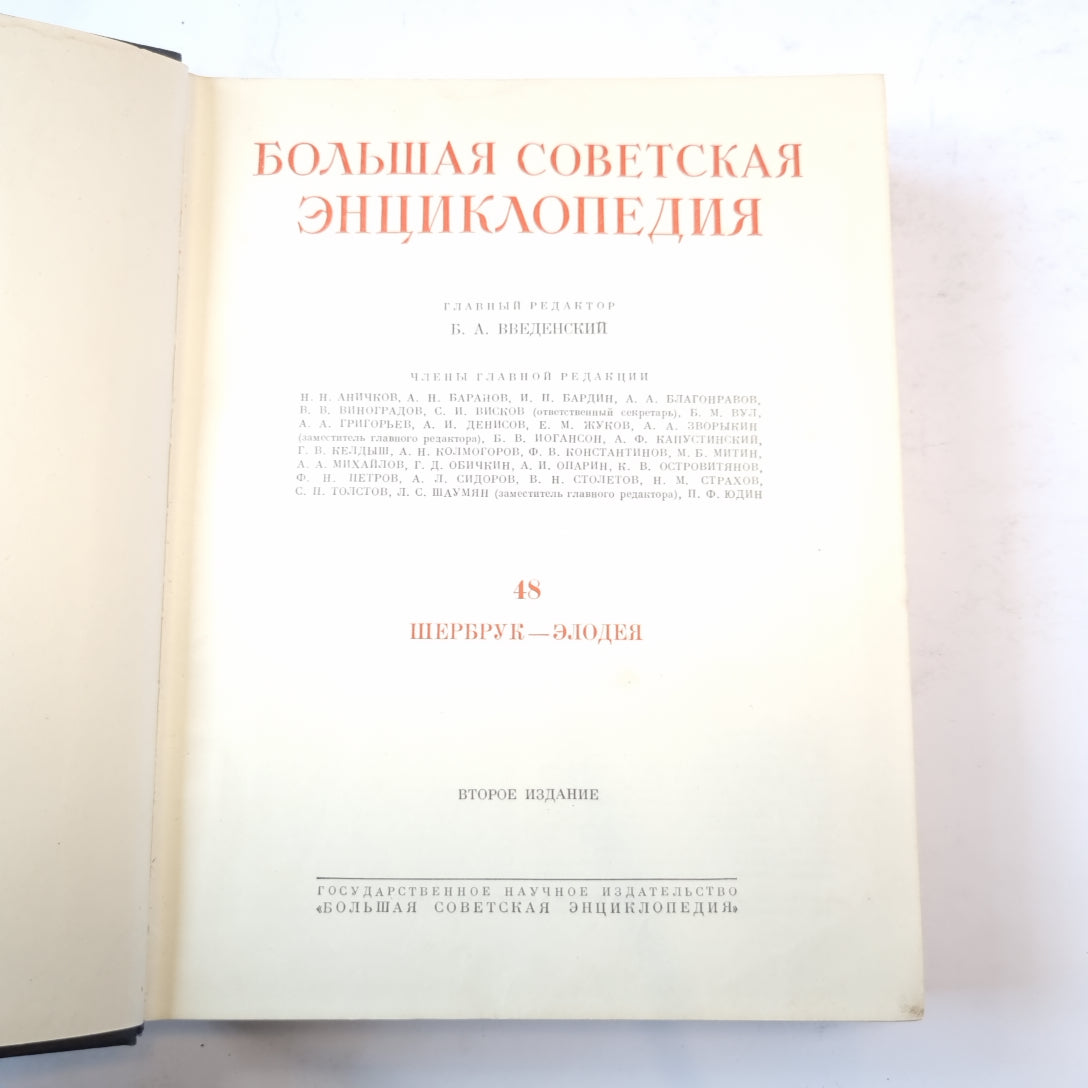 БОЛЬШАЯ СОВЕТСКАЯ
ЭНЦИКЛОПЕДИЯ
ГЛАВНЫЙ РЕДАКТОР
Б. А. ВВЕДЕНСКИЙ
ЧЛЕНЫ ГЛАВНОЙ РЕДАКЦИИ
Н. Н. АНИЧКОВ, А. Н. БАРАНОВ, И. П. БАРДИН, А. А. БЛАГОНРАВОВ,
В. В. ВИНОГРАДОВ, С. И. ВИСКОВ (ответственный секретарь), Б. М. ВУЛ,
А. А. ГРИГОРЬЕВ, А. И. ДЕНИСОВ, Е. М. ЖУКОВ, А. А. ЗВОРЫКИН
(заместитель главного редактора), Б. В. ИОГАНСОН, А. Ф. КАПУСТИНСКИЙ,
Г. В. КЕЛДЫШ, А. Н. КОЛМОГОРОВ, Ф. В. КОНСТАНТИНОВ, М. Б. МИТИН,
А. А. МИХАЙЛОВ, Г. Д. ОБИЧКИН, А. И. ОПАРИН, К. В. ОСТРОВИТЯНОВ,
Ф. Н. ПЕТРОВ, А. Л. СИДОРОВ, В. Н. СТОЛЕТОВ, Н. М. СТРАХОВ,
С. П. ТОЛСТОВ, Л. С. ШАУМЯН (заместитель главного редактора), П. Ф. ЮДИН
48
ШЕРБРУК—ЭЛОДЕЯ
ВТОРОЕ ИЗДАНИЕ
ГОСУДАРСТВЕННОЕ НАУЧНОЕ ИЗДАТЕЛЬСТВО
«БОЛЬШАЯ СОВЕТСКАЯ ЭНЦИКЛОПЕДИЯ»